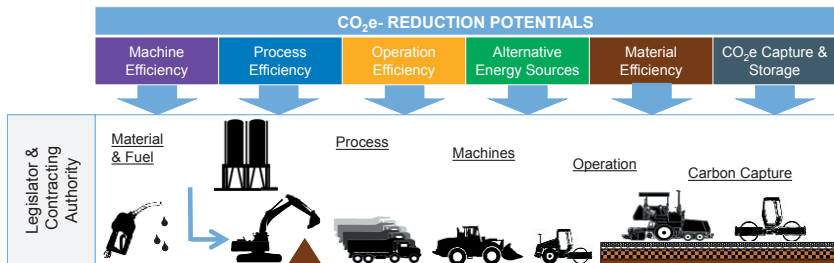 CO₂e- REDUCTION POTENTIALS
Machine
Efficiency
Process
Efficiency
Operation
Efficiency
Alternative
Energy Sources
Material
Efficiency
CO₂e Capture &
Storage
Legislator &
Contracting
Authority
Material
& Fuel
Process
Machines
Operation
Carbon Capture